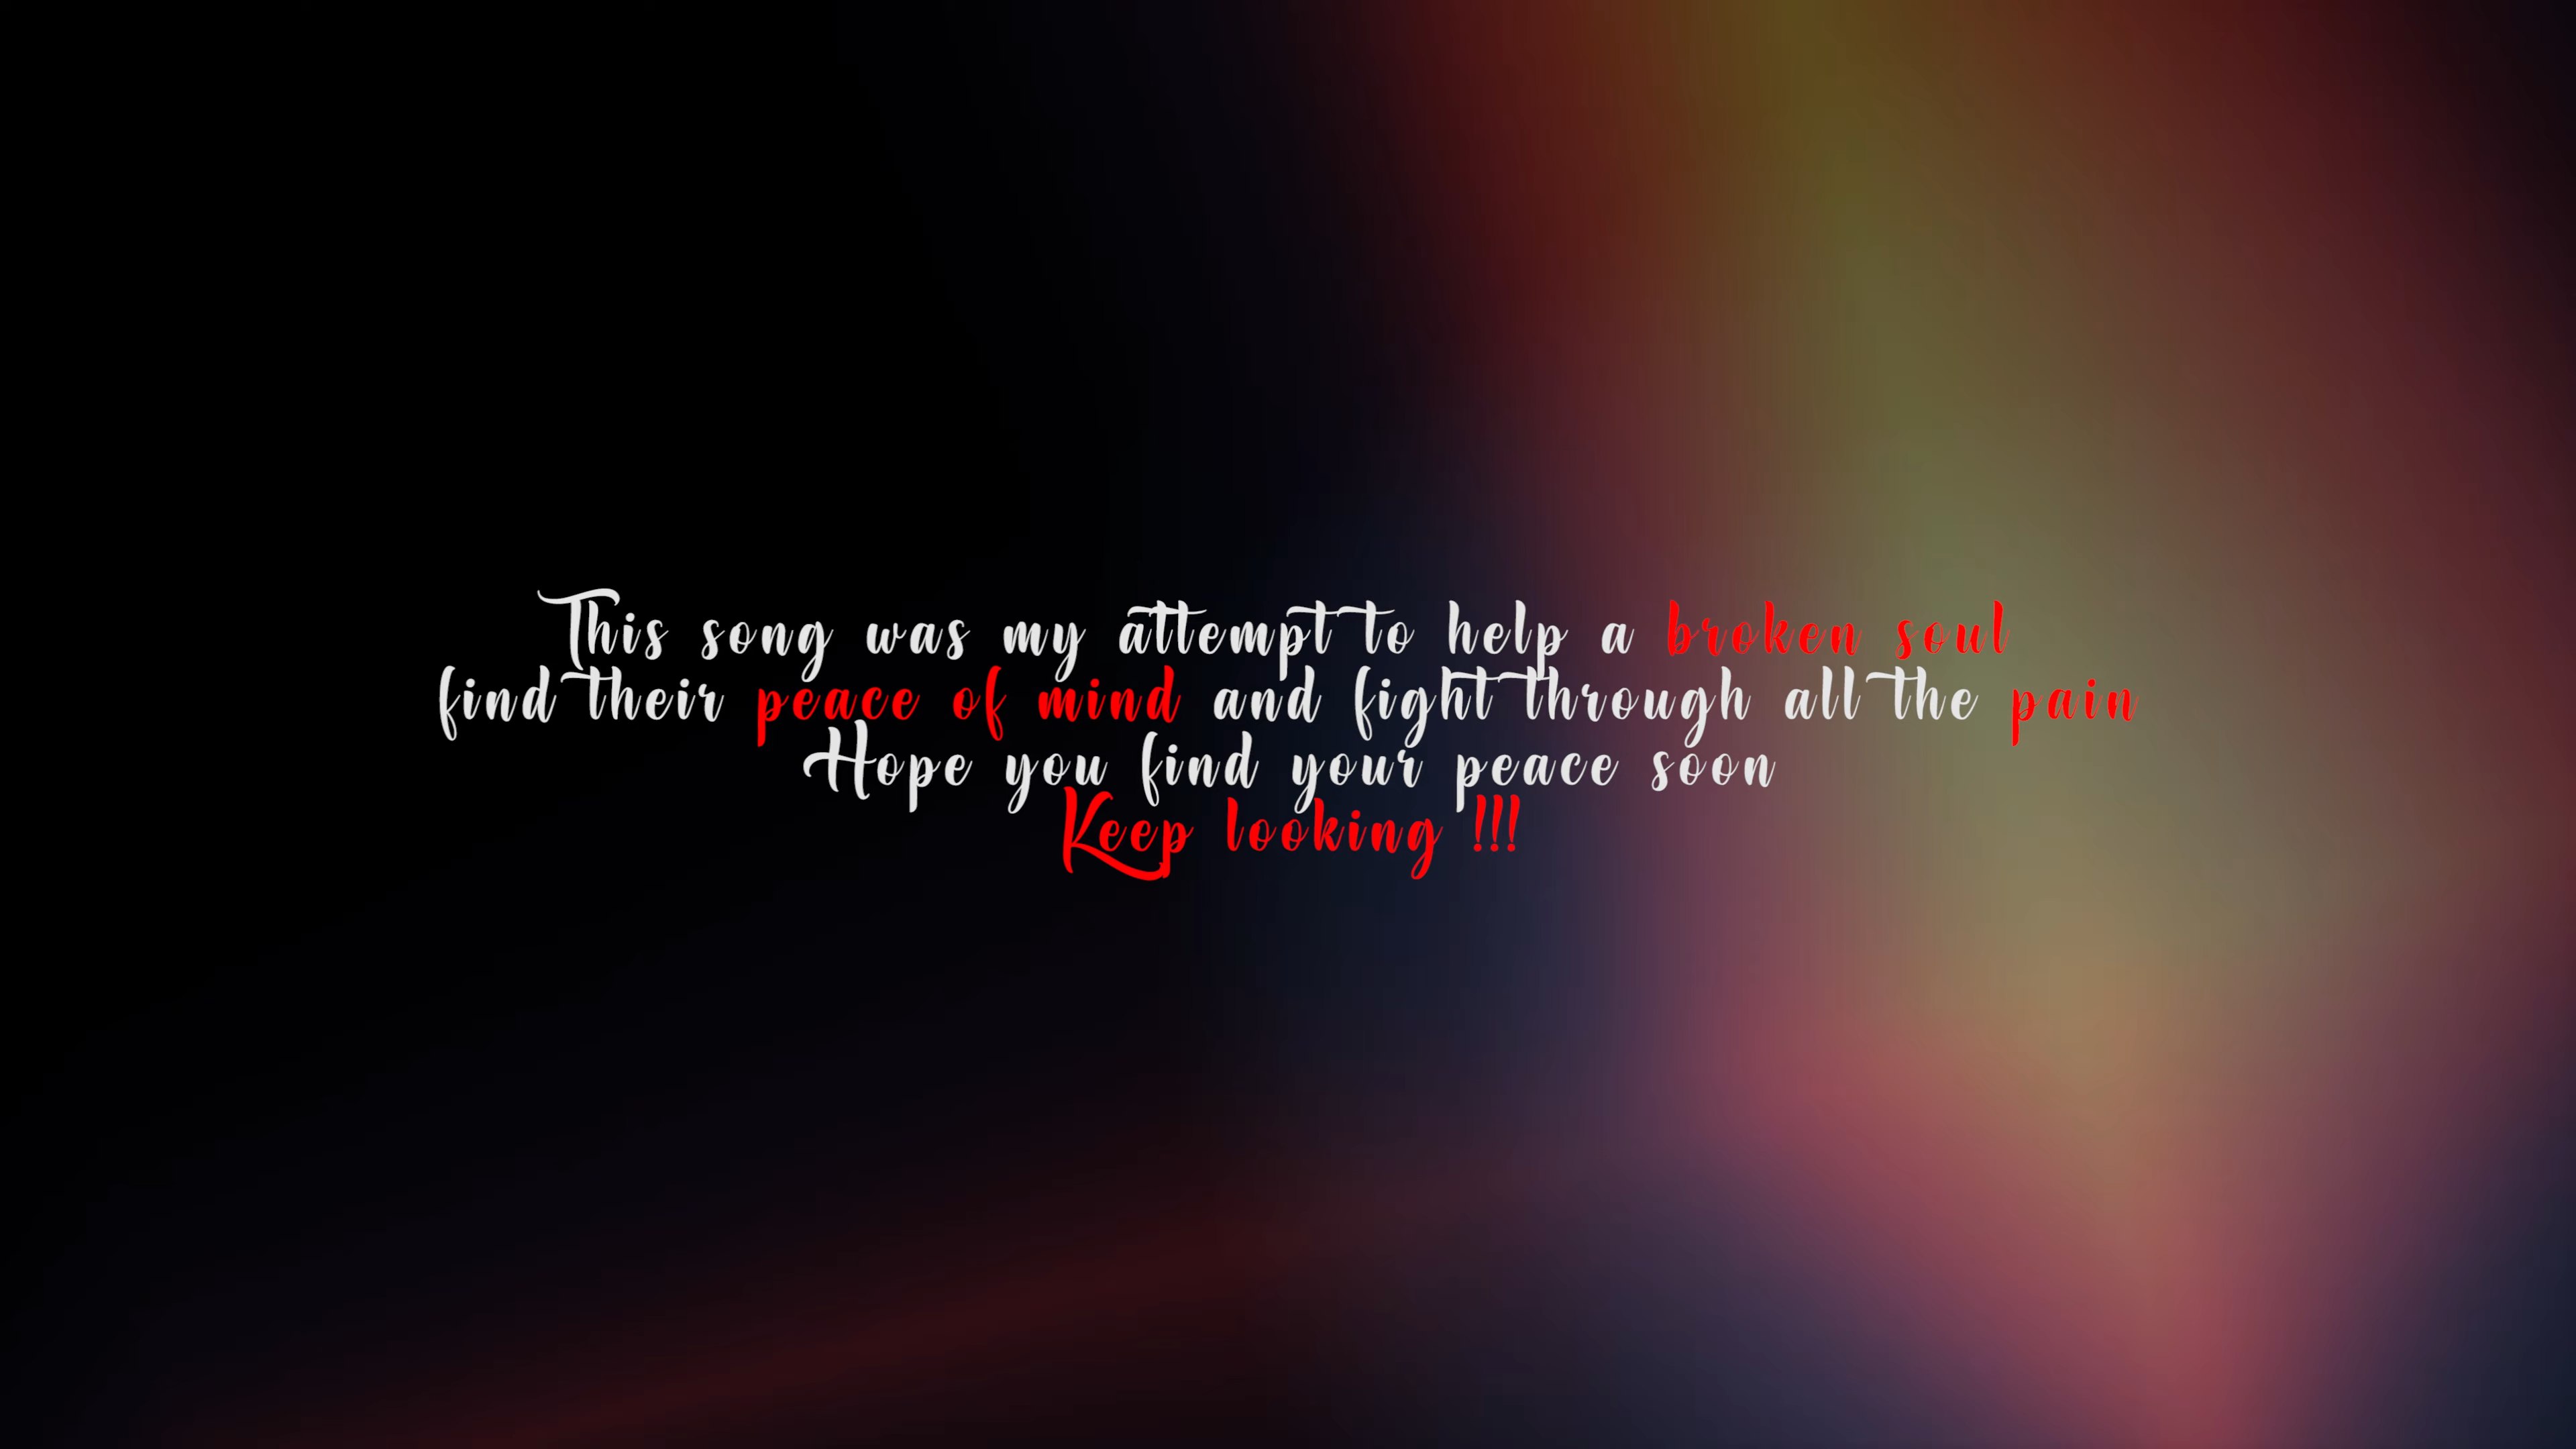 This song was my attempt to help a broken soul
find their peace of mind and fight through all the pain
Hope you find your peace soon
Keep looking !!!